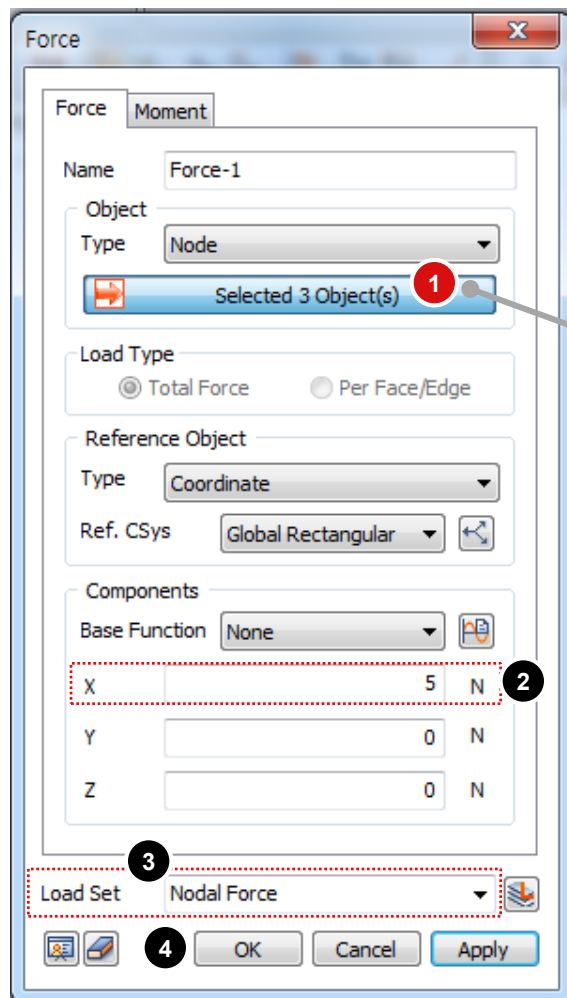 Force
X
Force Moment
Name Force-1
Object
Type Node
Selected 3 Object(s) 1
Load Type
Total Force Per Face/Edge
Reference Object
Type Coordinate
Ref. CSys Global Rectangular
Components
Base Function None
X 5 N 2
Y 0 N
Z 0 N
3
Load Set Nodal Force
4 OK Cancel Apply